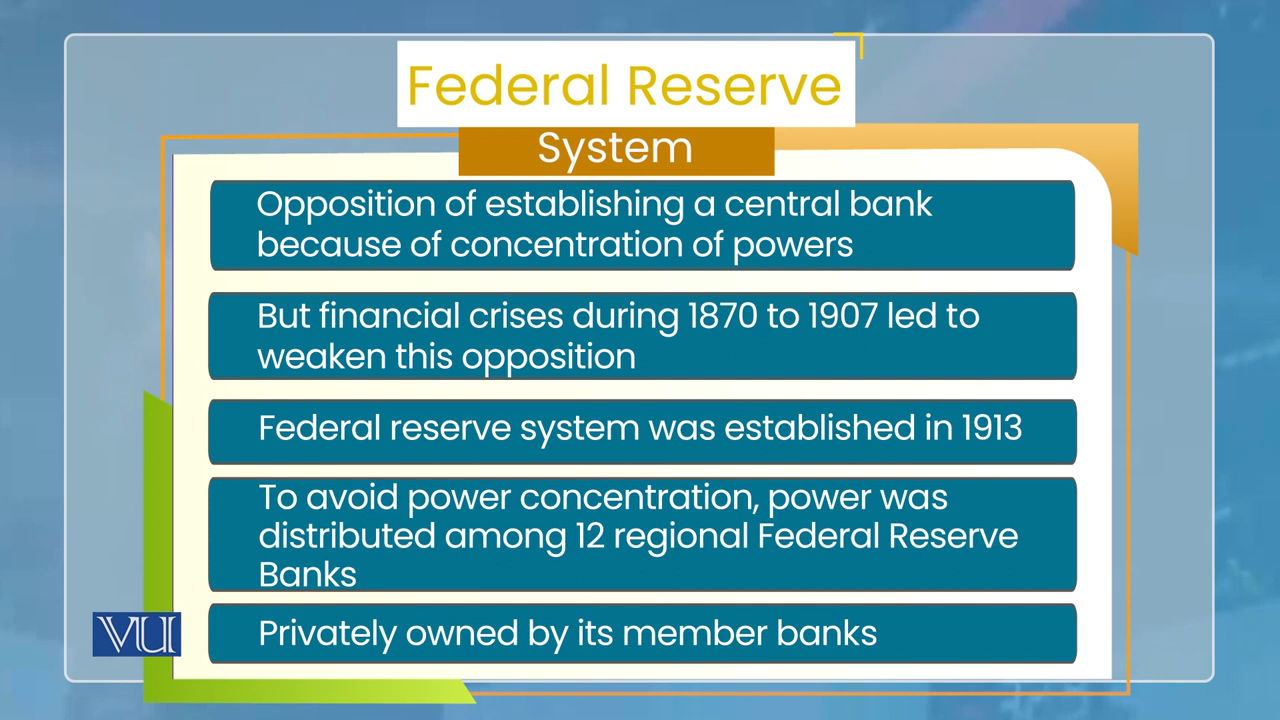 Federal Reserve
System
Opposition of establishing a central bank
because of concentration of powers
But financial crises during 1870 to 1907 led to
weaken this opposition
Federal reserve system was established in 1913
To avoid power concentration, power was
distributed among 12 regional Federal Reserve
Banks
Privately owned by its member banks
VU